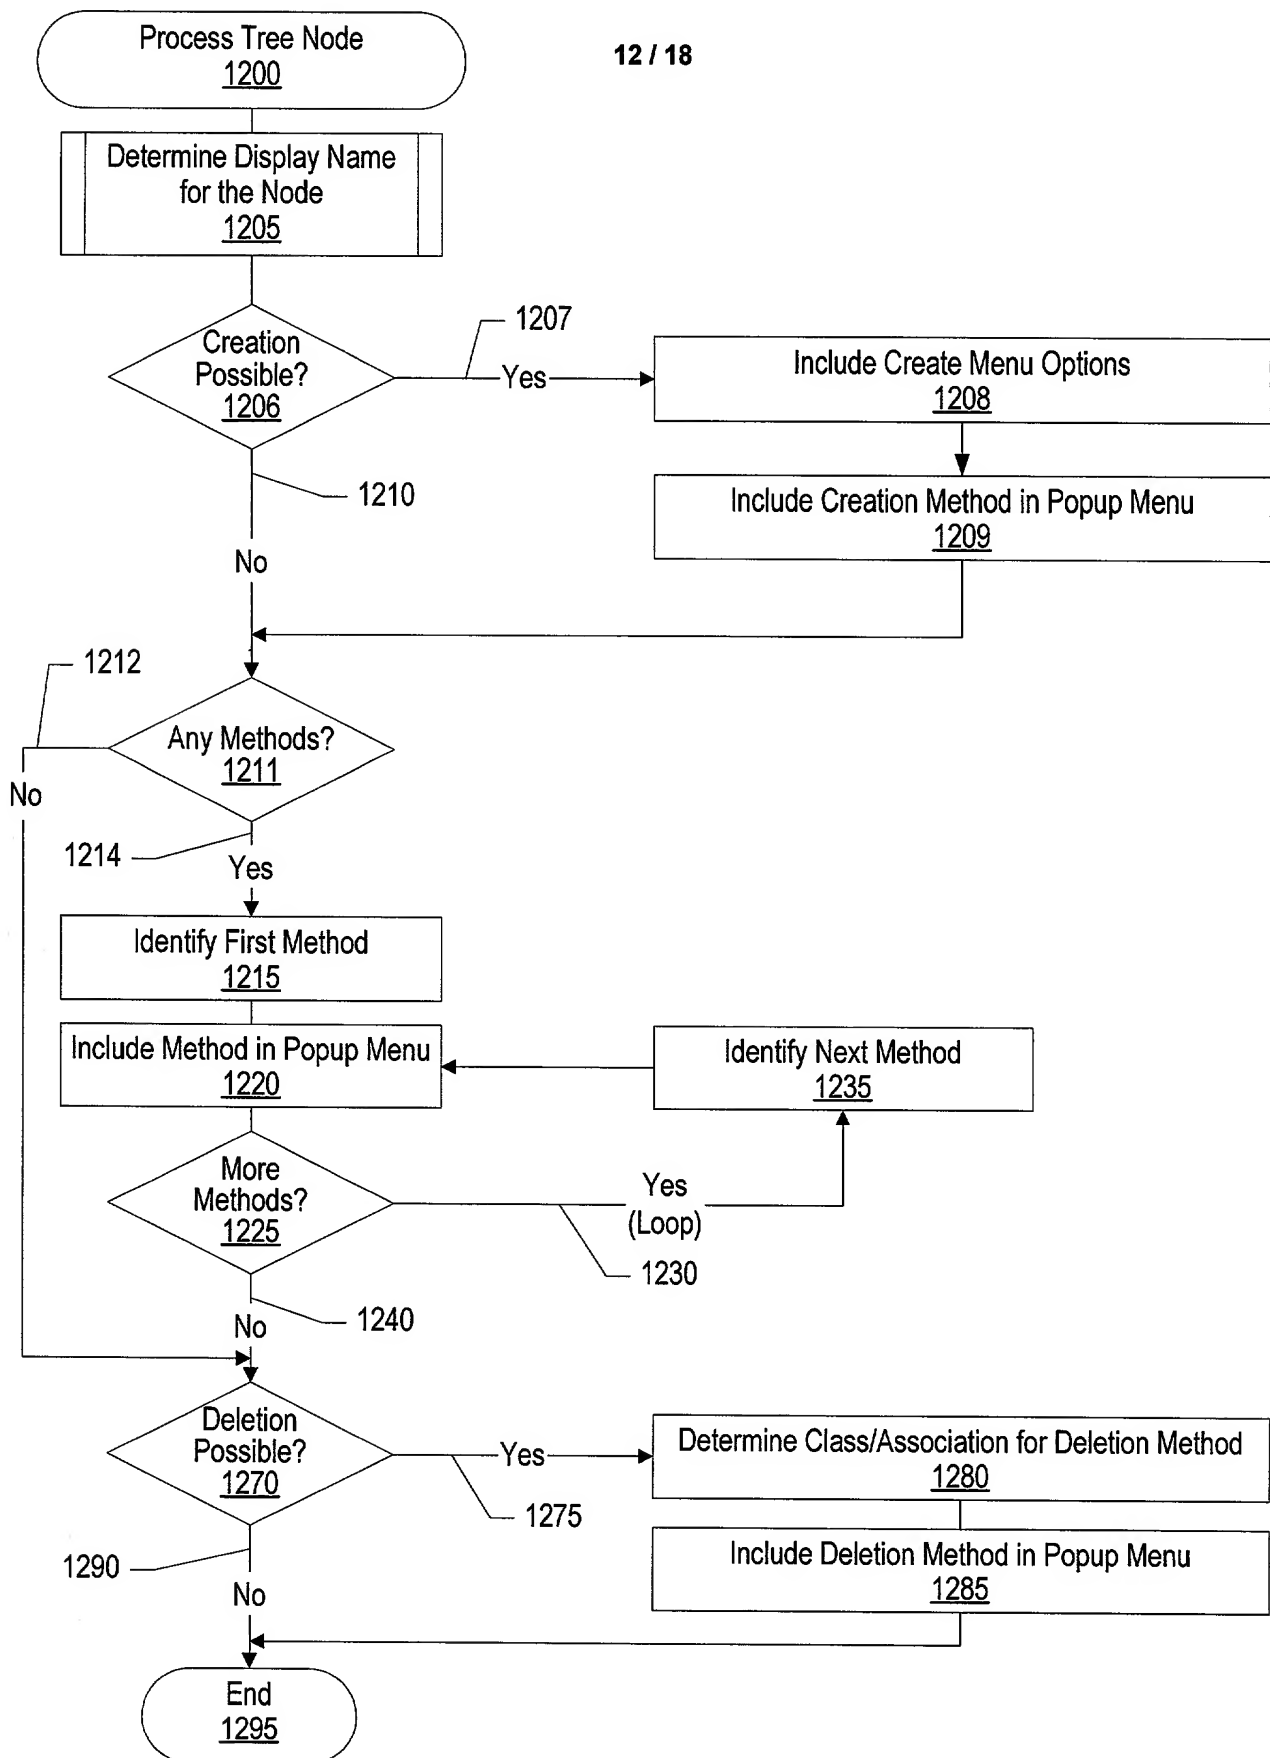 Process Tree Node
1200
12 / 18
Determine Display Name
for the Node
1205
1207
Creation
Possible?
1206
Yes
Include Create Menu Options
1208
1210
Include Creation Method in Popup Menu
1209
No
1212
Any Methods?
1211
No
1214
Yes
Identify First Method
1215
Include Method in Popup Menu
1220
Identify Next Method
1235
More
Methods?
1225
Yes
(Loop)
1230
1240
No
Deletion
Possible?
1270
Yes
1275
Determine Class/Association for Deletion Method
1280
Include Deletion Method in Popup Menu
1285
1290
No
End
1295